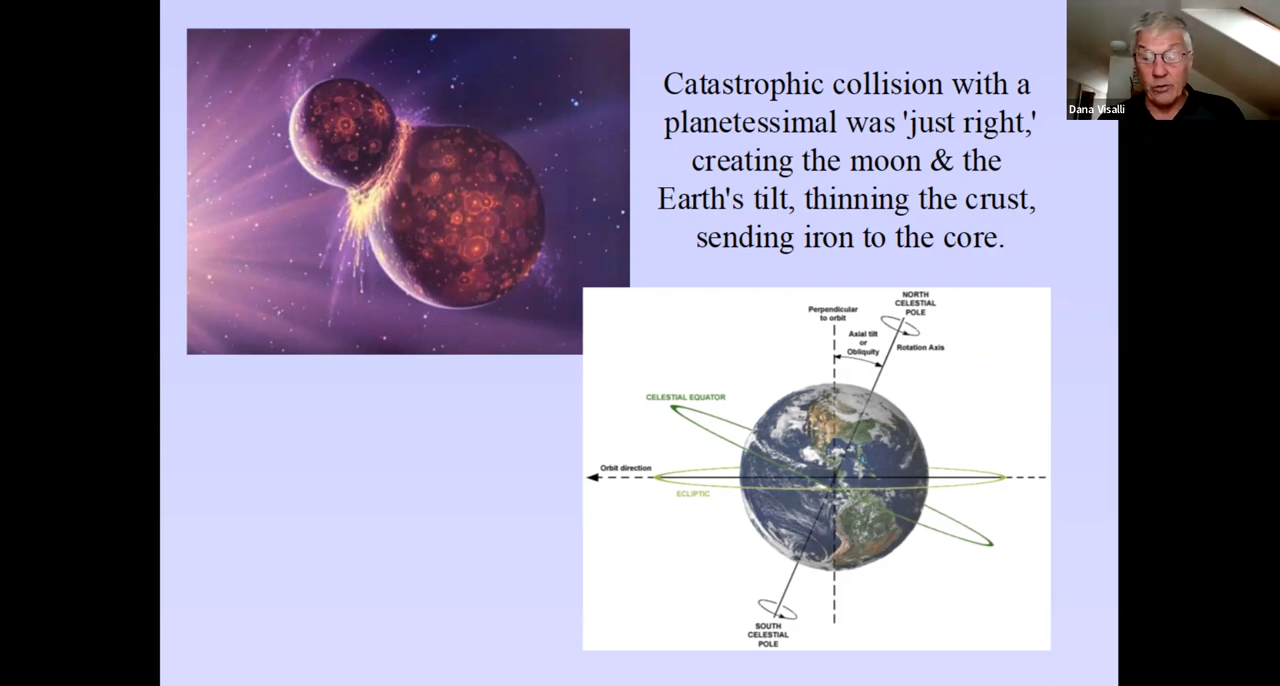 Catastrophic collision with a
planetessimal was 'just right,'
creating the moon & the
Earth's tilt, thinning the crust,
sending iron to the core.
Dana Visalli
NORTH
CELESTIAL
POLE
Perpendicular
to orbit
Axial tilt
or
Obliquity
Rotation Axis
CELESTIAL EQUATOR
Orbit direction
ECLIPTIC
SOUTH
CELESTIAL
POLE